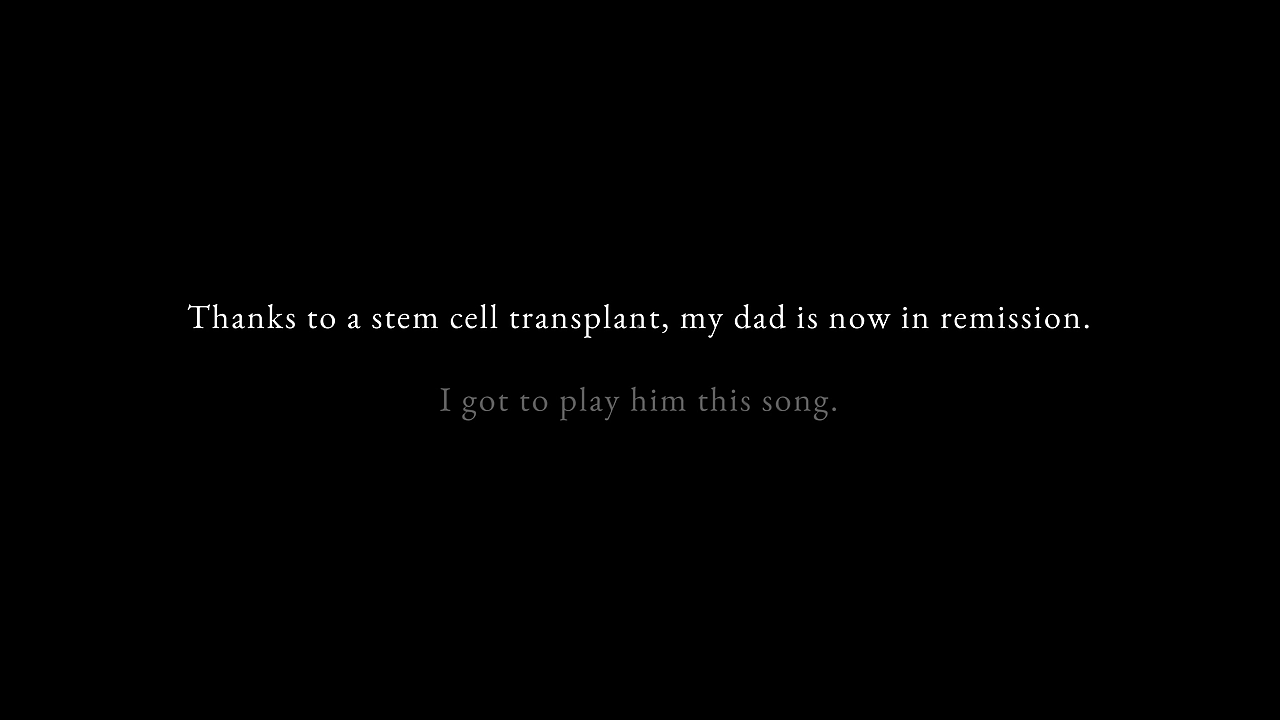 Thanks to a stem cell transplant, my dad is now in remission.
I got to play him this song.